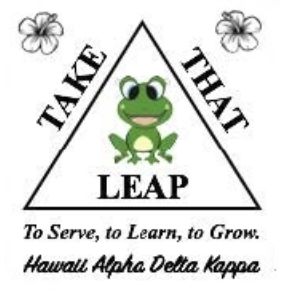 TAKE
THAT
LEAP
To Serve, to Learn, to Grow.
Hawaii Alpha Delta Kappa